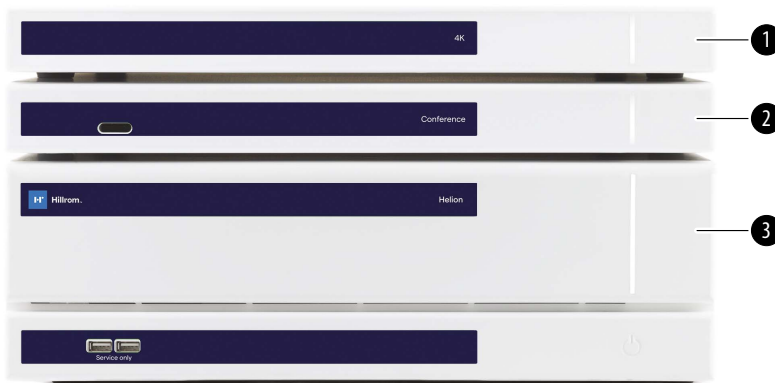 4K
1
Conference
2
H Hillrom.
Helion
3
Service only